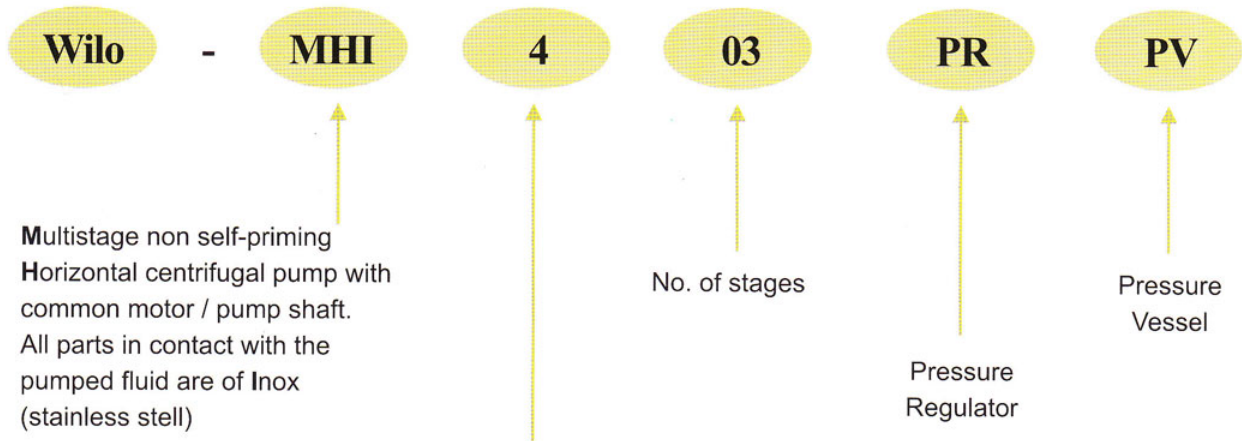 Wilo - MHI 4 03 PR PV
Multistage non self-priming
Horizontal centrifugal pump with
common motor / pump shaft.
All parts in contact with the
pumped fluid are of Inox
(stainless stell)
No. of stages
Pressure
Regulator
Pressure
Vessel